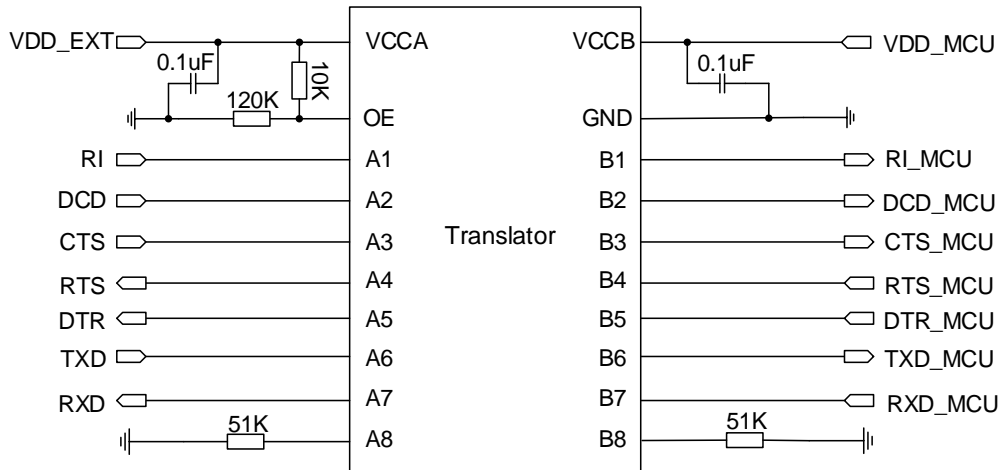 VDD_EXT VCCA VCCB VDD_MCU
0.1uF 10K 0.1uF
120K
OE GND
RI A1 B1 RI_MCU
DCD A2 B2 DCD_MCU
CTS A3 Translator B3 CTS_MCU
RTS A4 B4 RTS_MCU
DTR A5 B5 DTR_MCU
TXD A6 B6 TXD_MCU
RXD A7 B7 RXD_MCU
51K A8 B8 51K